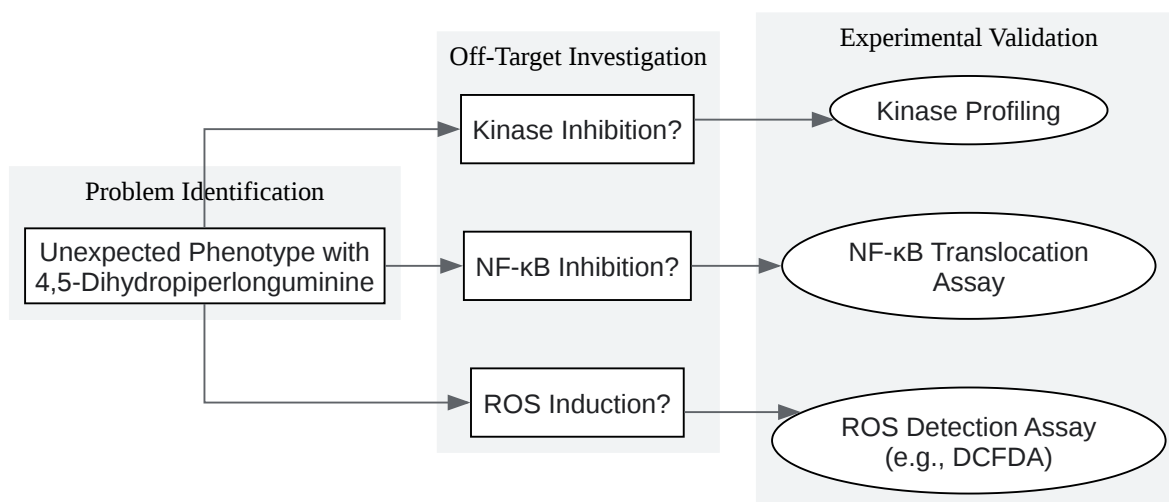 Problem Identification
Unexpected Phenotype with
4,5-Dihydropiperlonguminine
Off-Target Investigation
Kinase Inhibition?
NF-κB Inhibition?
ROS Induction?
Experimental Validation
Kinase Profiling
NF-κB Translocation
Assay
ROS Detection Assay
(e.g., DCFDA)